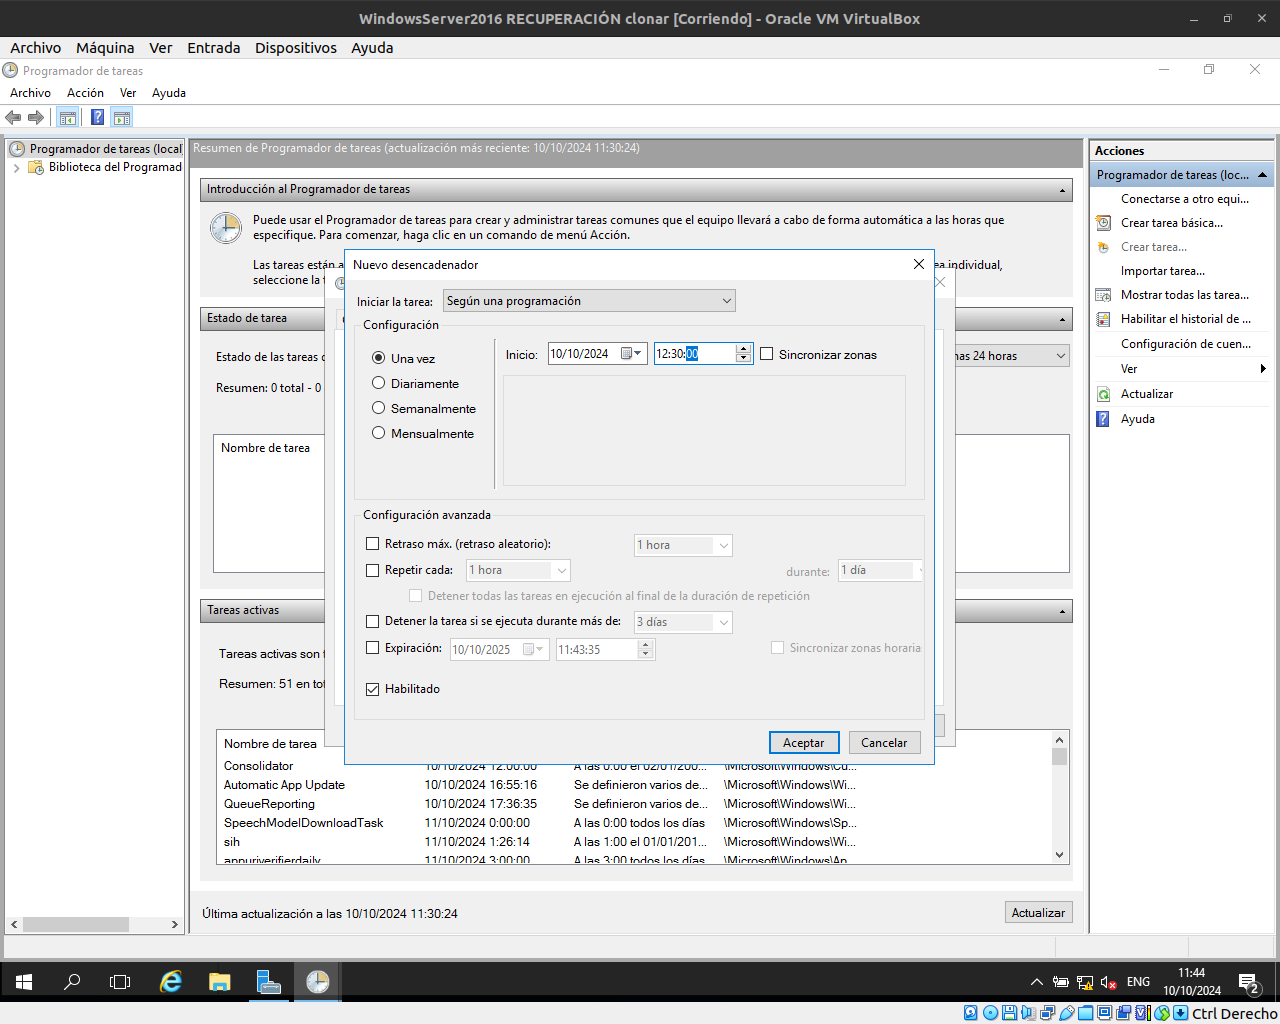 WindowsServer2016 RECUPERACIÓN clonar [Corriendo] - Oracle VM VirtualBox
Archivo Máquina Ver Entrada Dispositivos Ayuda
Programador de tareas
Archivo Acción Ver Ayuda
Programador de tareas (local
Biblioteca del Programad
Resumen de Programador de tareas (actualización más reciente: 10/10/2024 11:30:24)
Introducción al Programador de tareas
Puede usar el Programador de tareas para crear y administrar tareas comunes que el equipo llevará a cabo de forma automática a las horas que
especifique. Para comenzar, haga clic en un comando de menú Acción.
Las tareas están a
ea individual,
seleccione la t
Estado de tarea
Estado de las tareas
nas 24 horas
Resumen: 0 total - 0
Nombre de tarea
Tareas activas
Tareas activas son
Resumen: 51 en tot
Nuevo desencadenador
Iniciar la tarea: Según una programación
Configuración
Una vez
Diariamente
Semanalmente
Mensualmente
Inicio: 10/10/2024 12:30:00 Sincronizar zonas
Configuración avanzada
Retraso máx. (retraso aleatorio): 1 hora
Repetir cada: 1 hora durante: 1 día
Detener todas las tareas en ejecución al final de la duración de repetición
Detener la tarea si se ejecuta durante más de: 3 días
Expiración: 10/10/2025 11:43:35 Sincronizar zonas horaria
Habilitado
Aceptar Cancelar
Nombre de tarea
Consolidator 10/10/2024 12:00:00 A las 0:00 el 02/01/200... \Microsoft\Windows\Cu...
Automatic App Update 10/10/2024 16:55:16 Se definieron varios de... \Microsoft\Windows\Wi...
QueueReporting 10/10/2024 17:36:35 Se definieron varios de... \Microsoft\Windows\Wi...
SpeechModelDownloadTask 11/10/2024 0:00:00 A las 0:00 todos los días \Microsoft\Windows\Sp...
sih 11/10/2024 1:26:14 A las 1:00 el 01/01/201... \Microsoft\Windows\Wi...
appuriverifierdaily 11/10/2024 3:00:00 A las 3:00 todos los días \Microsoft\Windows\Ap...
Última actualización a las 10/10/2024 11:30:24 Actualizar
Acciones
Programador de tareas (loc...
Conectarse a otro equi...
Crear tarea básica...
Crear tarea...
Importar tarea...
Mostrar todas las tarea...
Habilitar el historial de ...
Configuración de cuen...
Ver
Actualizar
Ayuda
ENG 11:44
10/10/2024
2
Ctrl Derecho